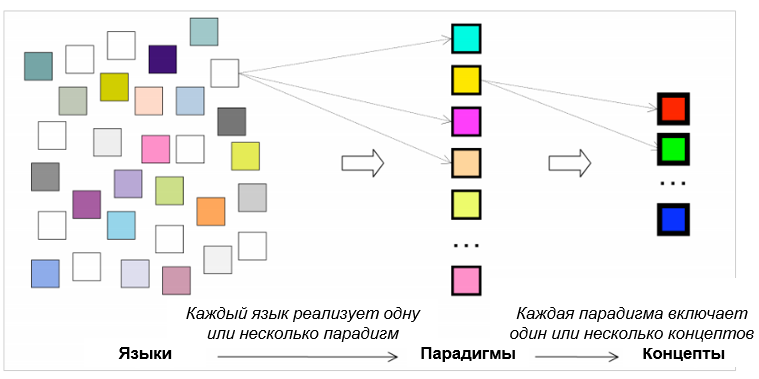 ...
...
Каждый язык реализует одну
или несколько парадигм
Каждая парадигма включает
один или несколько концептов
Языки
Парадигмы
Концепты